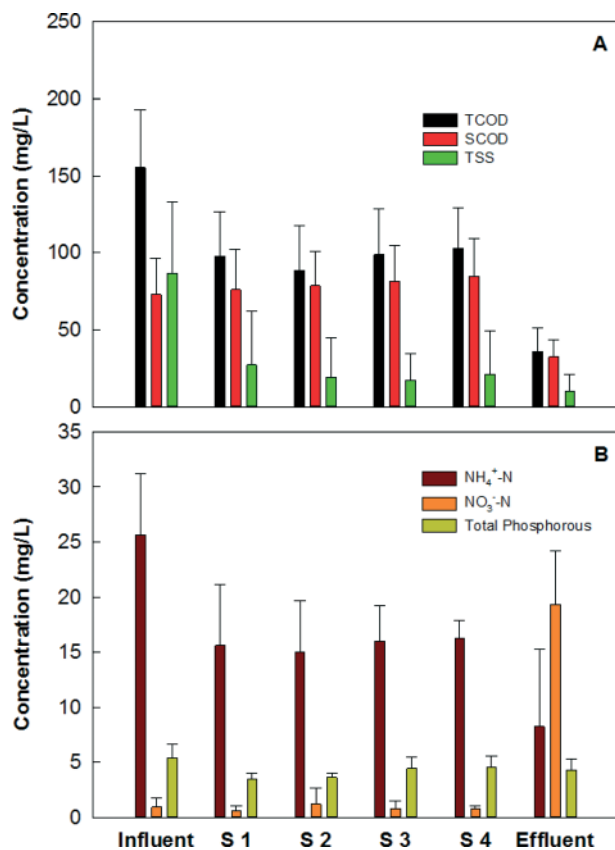 250
A
200
TCOD
SCOD
TSS
150
100
50
0
Concentration (mg/L)
35
B
30
NH₄⁺-N
NO₃⁻-N
Total Phosphorous
25
20
15
10
5
0
Concentration (mg/L)
Influent S 1 S 2 S 3 S 4 Effluent